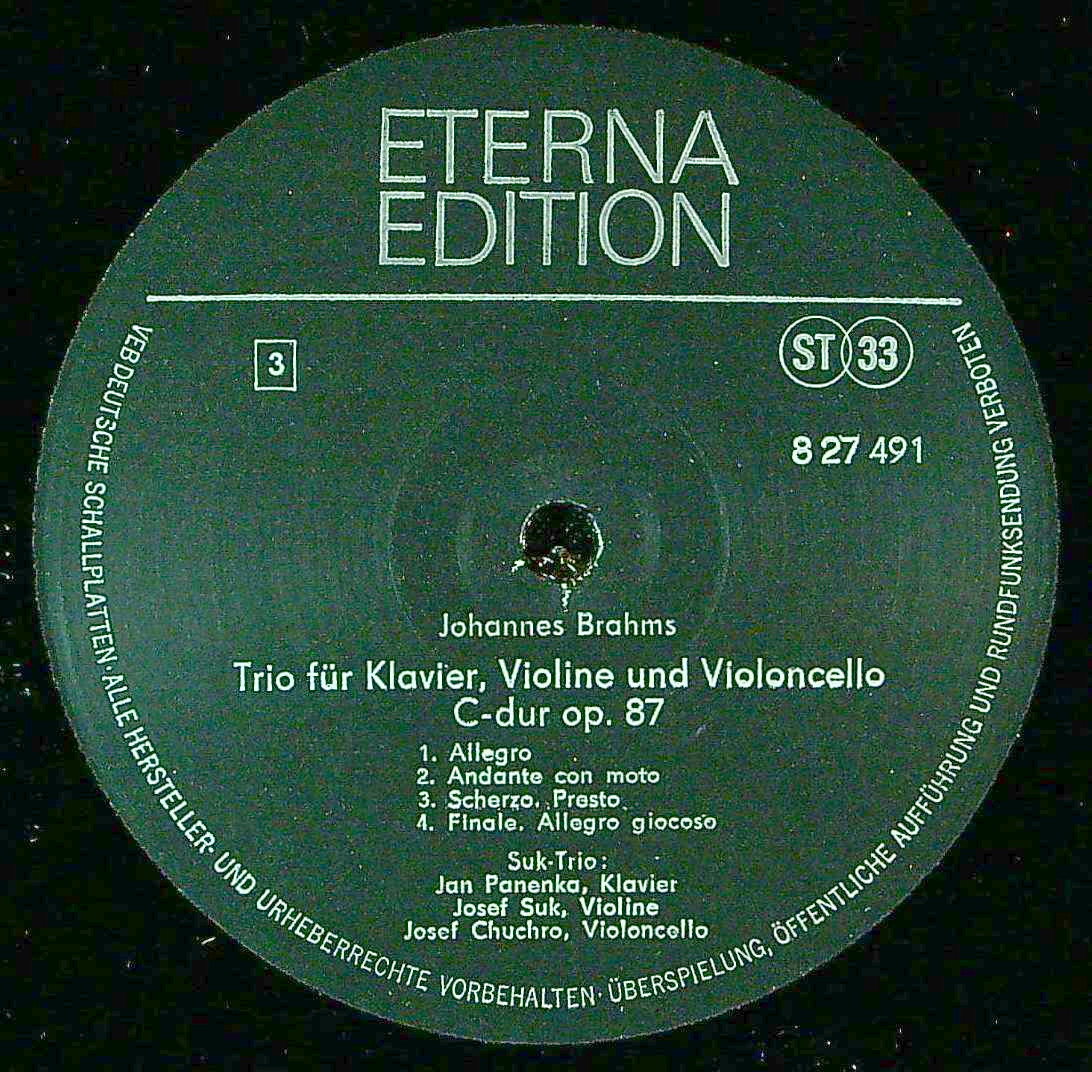 ETERNA
EDITION
3
ST 33
8 27 491
Johannes Brahms
Trio für Klavier, Violine und Violoncello
C-dur op. 87
1. Allegro
2. Andante con moto
3. Scherzo. Presto
4. Finale. Allegro giocoso
Suk-Trio:
Jan Panenka, Klavier
Josef Suk, Violine
Josef Chuchro, Violoncello
VEB DEUTSCHE SCHALLPLATTEN · ALLE HERSTELLER- UND URHEBERRECHTE VORBEHALTEN · ÜBERSPIELUNG, ÖFFENTLICHE AUFFÜHRUNG UND RUNDFUNKSENDUNG VERBOTEN